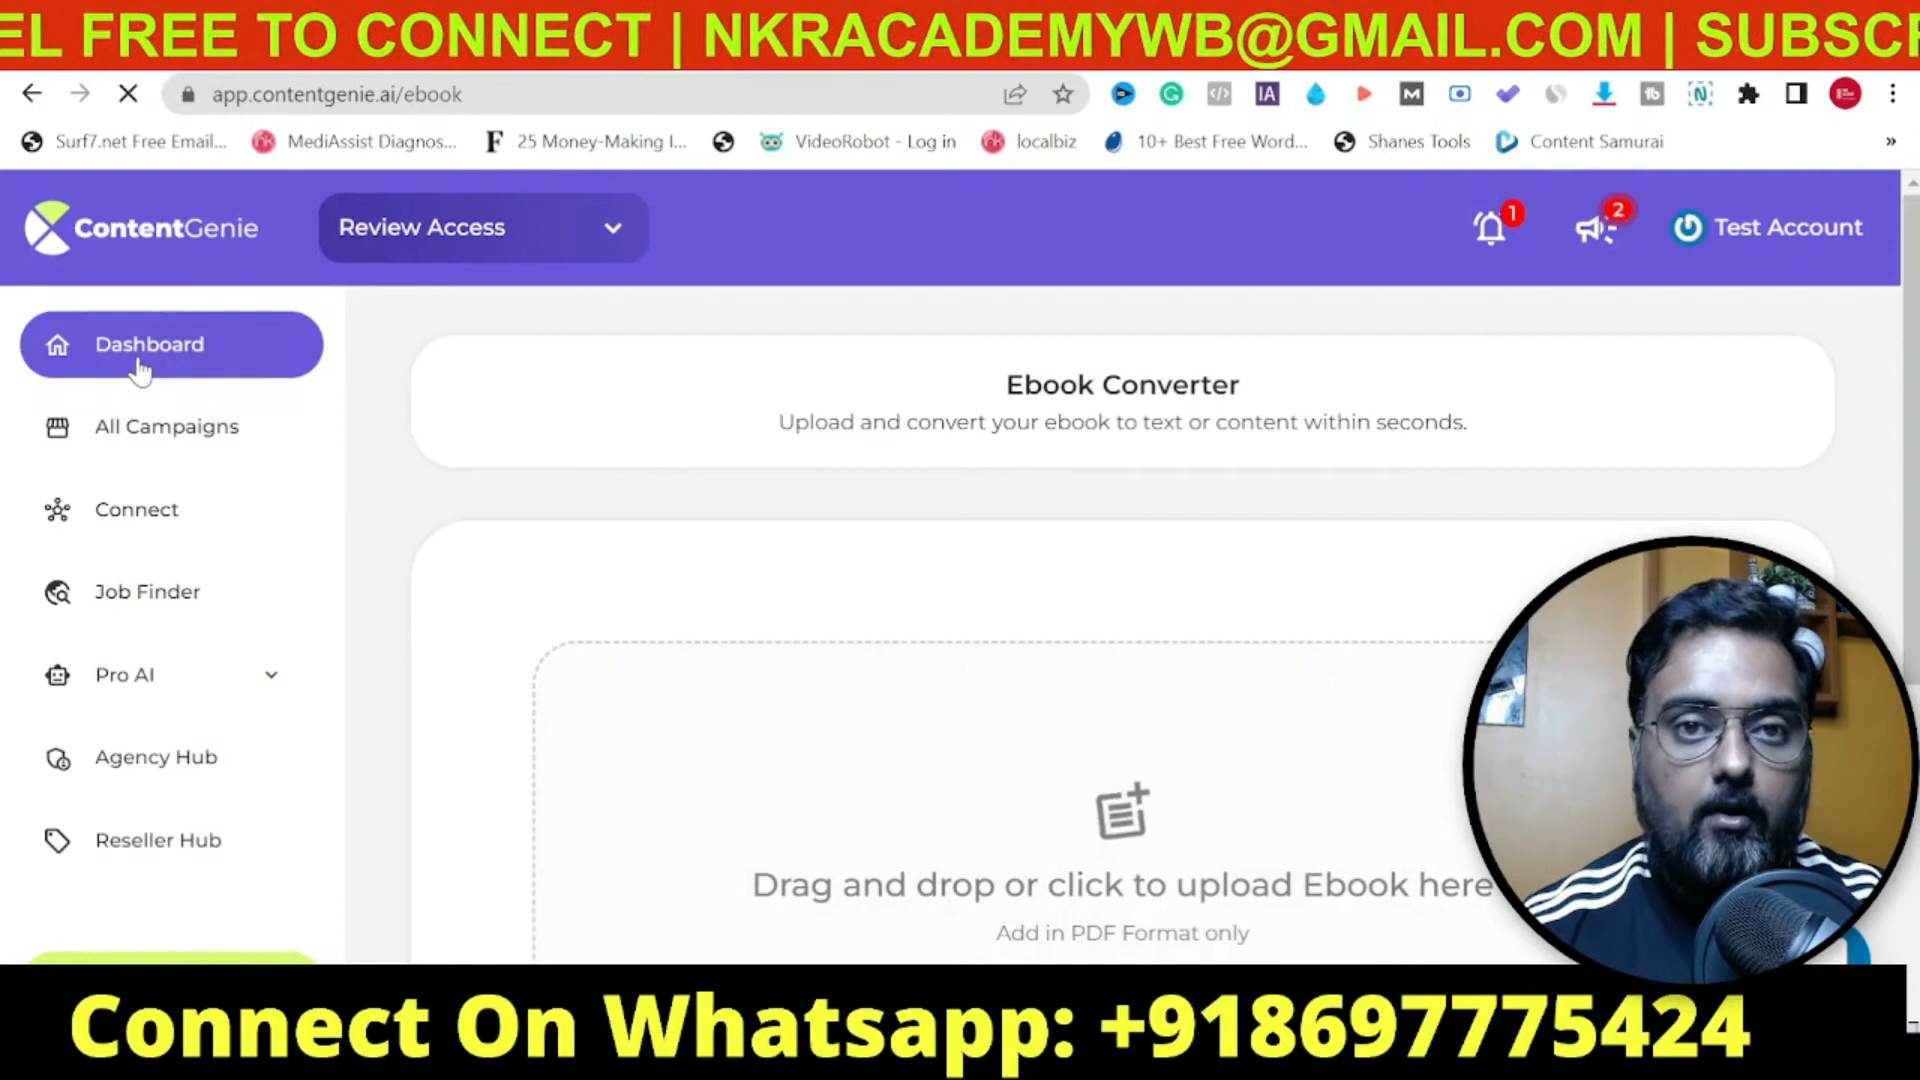 EL FREE TO CONNECT | NKRACADEMYWB@GMAIL.COM | SUBSCR
app.contentgenie.ai/ebook
Surf7.net Free Email... MediAssist Diagnos... 25 Money-Making I... VideoRobot - Log in localbiz 10+ Best Free Word... Shanes Tools Content Samurai »
ContentGenie
Review Access
1
2
Test Account
Dashboard
All Campaigns
Connect
Job Finder
Pro AI
Agency Hub
Reseller Hub
Ebook Converter
Upload and convert your ebook to text or content within seconds.
Drag and drop or click to upload Ebook here
Add in PDF Format only
Connect On Whatsapp: +918697775424